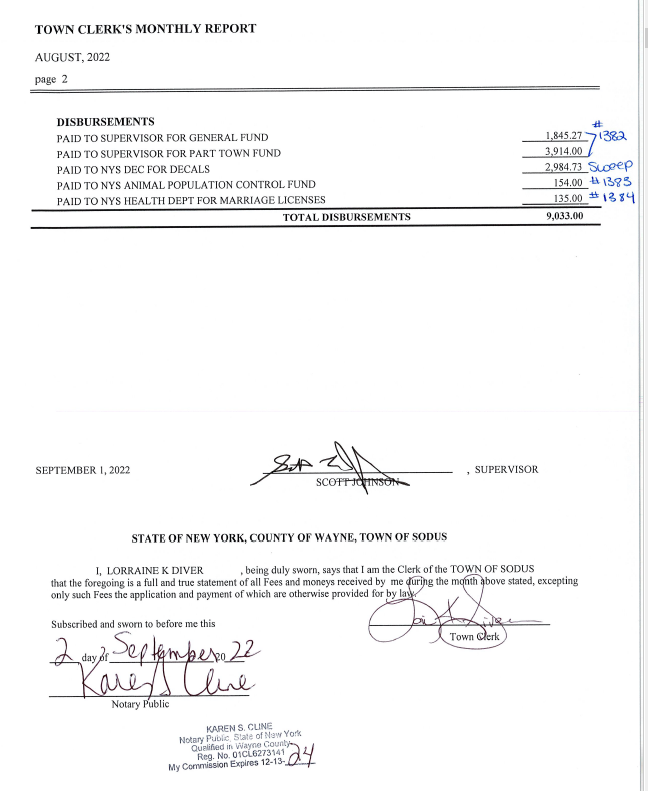 TOWN CLERK'S MONTHLY REPORT
AUGUST, 2022
page 2
DISBURSEMENTS
#
PAID TO SUPERVISOR FOR GENERAL FUND 1,845.27 1382
PAID TO SUPERVISOR FOR PART TOWN FUND 3,914.00
PAID TO NYS DEC FOR DECALS 2,984.73 Sweep
PAID TO NYS ANIMAL POPULATION CONTROL FUND 154.00 #1383
PAID TO NYS HEALTH DEPT FOR MARRIAGE LICENSES 135.00 #1384
TOTAL DISBURSEMENTS 9,033.00
SEPTEMBER 1, 2022 , SUPERVISOR
SCOTT JOHNSON
STATE OF NEW YORK, COUNTY OF WAYNE, TOWN OF SODUS
I, LORRAINE K DIVER , being duly sworn, says that I am the Clerk of the TOWN OF SODUS
that the foregoing is a full and true statement of all Fees and moneys received by me during the month above stated, excepting
only such Fees the application and payment of which are otherwise provided for by law.
Subscribed and sworn to before me this
Town Clerk
2 day of September 20 22
Karen S Cline
Notary Public
KAREN S. CLINE
Notary Public, State of New York
Qualified in Wayne County
Reg. No. 01CL6273141
My Commission Expires 12-13-24